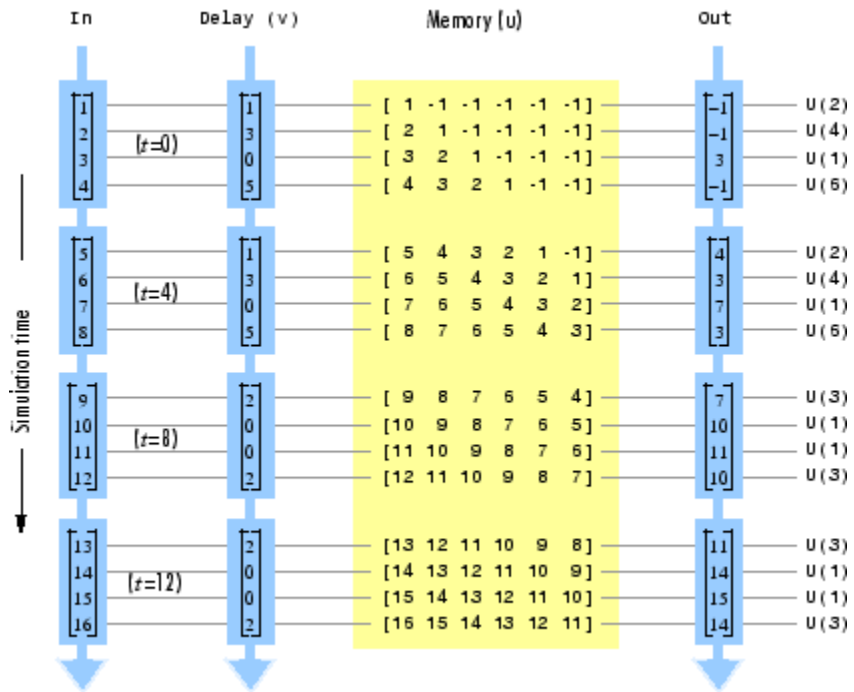 In Delay (v) Memory (u) Out
1 1 [ 1 -1 -1 -1 -1 -1] -1 U(2)
2 3 [ 2 1 -1 -1 -1 -1] -1 U(4)
(t=0)
3 0 [ 3 2 1 -1 -1 -1] 3 U(1)
4 5 [ 4 3 2 1 -1 -1] -1 U(6)
5 1 [ 5 4 3 2 1 -1] 4 U(2)
6 3 [ 6 5 4 3 2 1] 3 U(4)
(t=4)
7 0 [ 7 6 5 4 3 2] 7 U(1)
8 5 [ 8 7 6 5 4 3] 3 U(6)
Simulation time
9 2 [ 9 8 7 6 5 4] 7 U(3)
10 0 [10 9 8 7 6 5] 10 U(1)
(t=8)
11 0 [11 10 9 8 7 6] 11 U(1)
12 2 [12 11 10 9 8 7] 10 U(3)
13 2 [13 12 11 10 9 8] 11 U(3)
14 0 [14 13 12 11 10 9] 14 U(1)
(t=12)
15 0 [15 14 13 12 11 10] 15 U(1)
16 2 [16 15 14 13 12 11] 14 U(3)